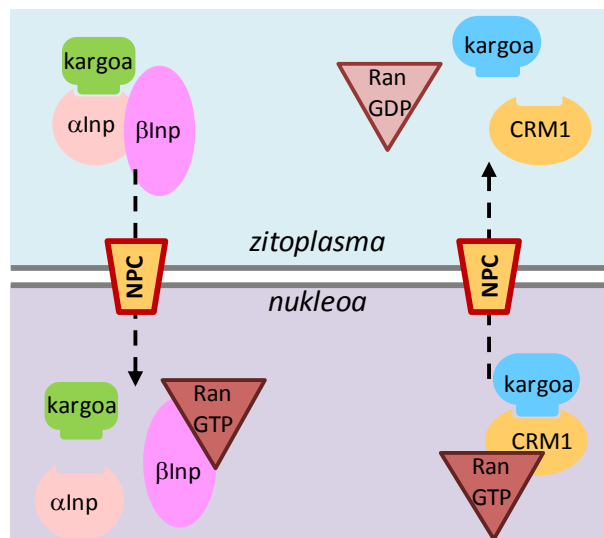 kargoa
αInp
βInp
Ran
GDP
kargoa
CRM1
NPC
NPC
zitoplasma
nukleoa
kargoa
αInp
βInp
Ran
GTP
kargoa
CRM1
Ran
GTP